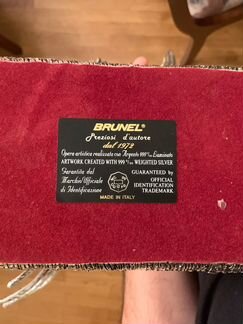 BRUNEL®
Preziosi d'autore
dal 1972
Opera artistica realizzata con Argento 999°/°° Laminato
ARTWORK CREATED WITH 999°/°° WEIGHTED SILVER
Garantita dal
Marchio Ufficiale
di Identificazione
GUARANTEED by
OFFICIAL
IDENTIFICATION
TRADEMARK
MADE IN ITALY